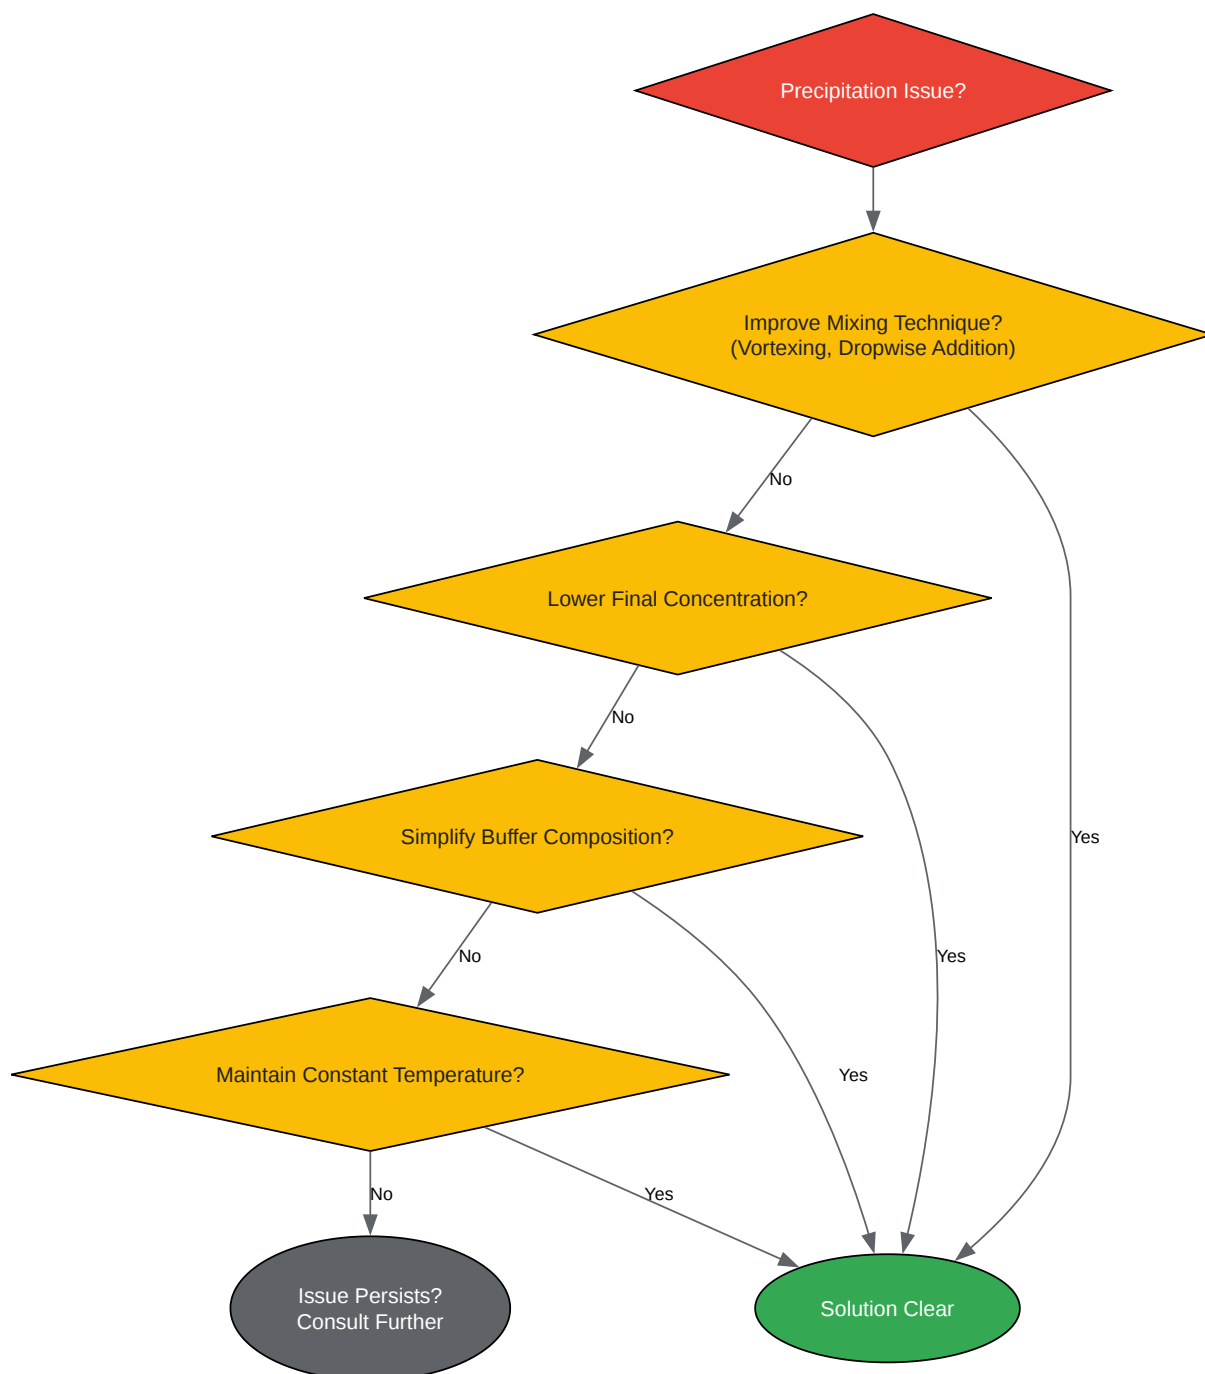 Precipitation Issue?
Improve Mixing Technique?
(Vortexing, Dropwise Addition)
No
Lower Final Concentration?
No
Simplify Buffer Composition?
Yes
No
Yes
Maintain Constant Temperature?
Yes
No
Yes
Issue Persists?
Consult Further
Solution Clear